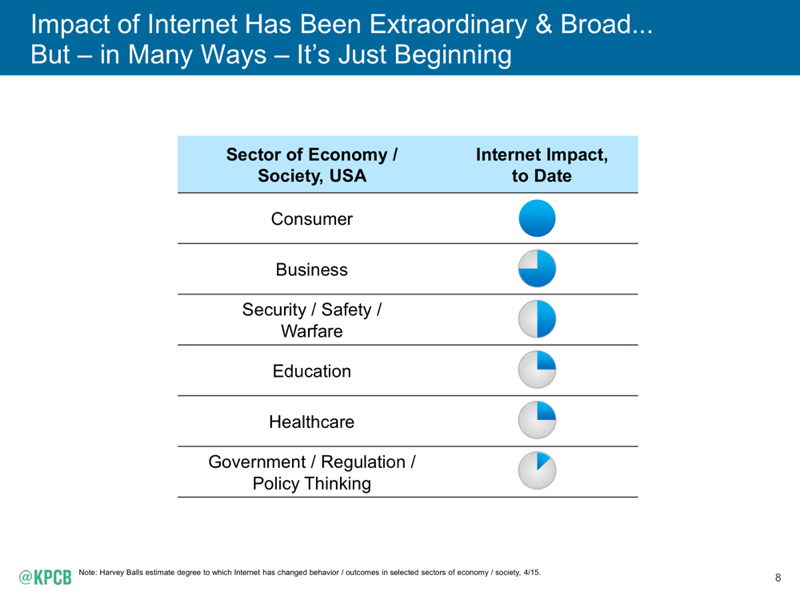 Impact of Internet Has Been Extraordinary & Broad...
But – in Many Ways – It’s Just Beginning
Sector of Economy /
Society, USA
Internet Impact,
to Date
Consumer
Business
Security / Safety /
Warfare
Education
Healthcare
Government / Regulation /
Policy Thinking
@KPCB
Note: Harvey Balls estimate degree to which Internet has changed behavior / outcomes in selected sectors of economy / society, 4/15.
8